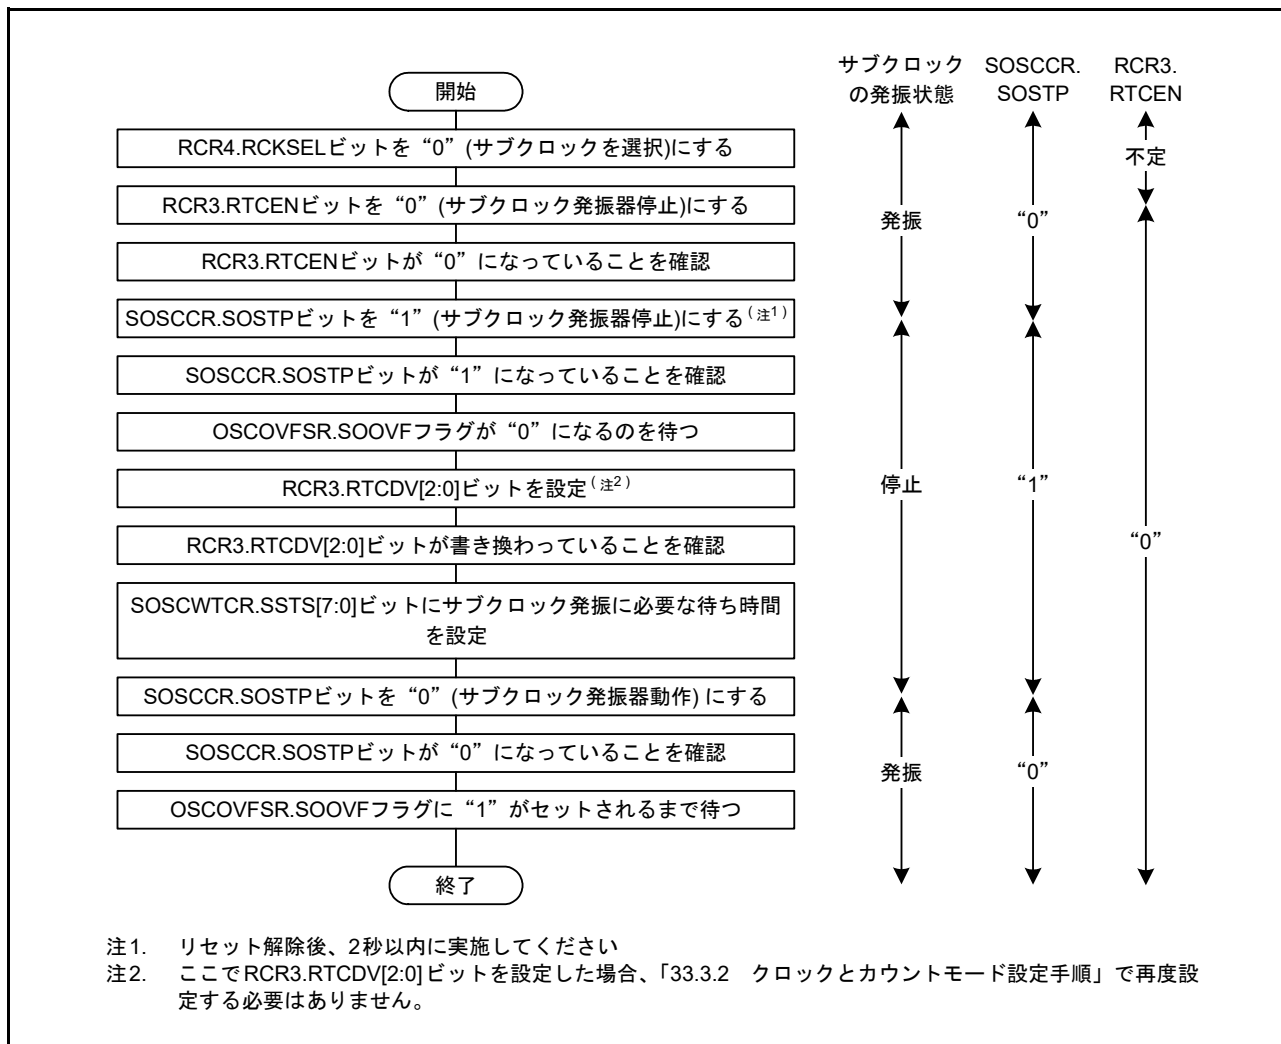 開始
RCR4.RCKSELビットを“0”(サブクロックを選択)にする
RCR3.RTCENビットを“0”(サブクロック発振器停止)にする
RCR3.RTCENビットが“0”になっていることを確認
SOSCCR.SOSTPビットを“1”(サブクロック発振器停止)にする(注1)
SOSCCR.SOSTPビットが“1”になっていることを確認
OSCOVFSR.SOOVFフラグが“0”になるのを待つ
RCR3.RTCDV[2:0]ビットを設定(注2)
RCR3.RTCDV[2:0]ビットが書き換わっていることを確認
SOSCWTCR.SSTS[7:0]ビットにサブクロック発振に必要な待ち時間
を設定
SOSCCR.SOSTPビットを“0”(サブクロック発振器動作) にする
SOSCCR.SOSTPビットが“0”になっていることを確認
OSCOVFSR.SOOVFフラグに“1”がセットされるまで待つ
終了
サブクロック
の発振状態
発振
停止
発振
SOSCCR.
SOSTP
“0”
“1”
“0”
RCR3.
RTCEN
不定
“0”
注1. リセット解除後、2秒以内に実施してください
注2. ここでRCR3.RTCDV[2:0]ビットを設定した場合、「33.3.2 クロックとカウントモード設定手順」で再度設
定する必要はありません。